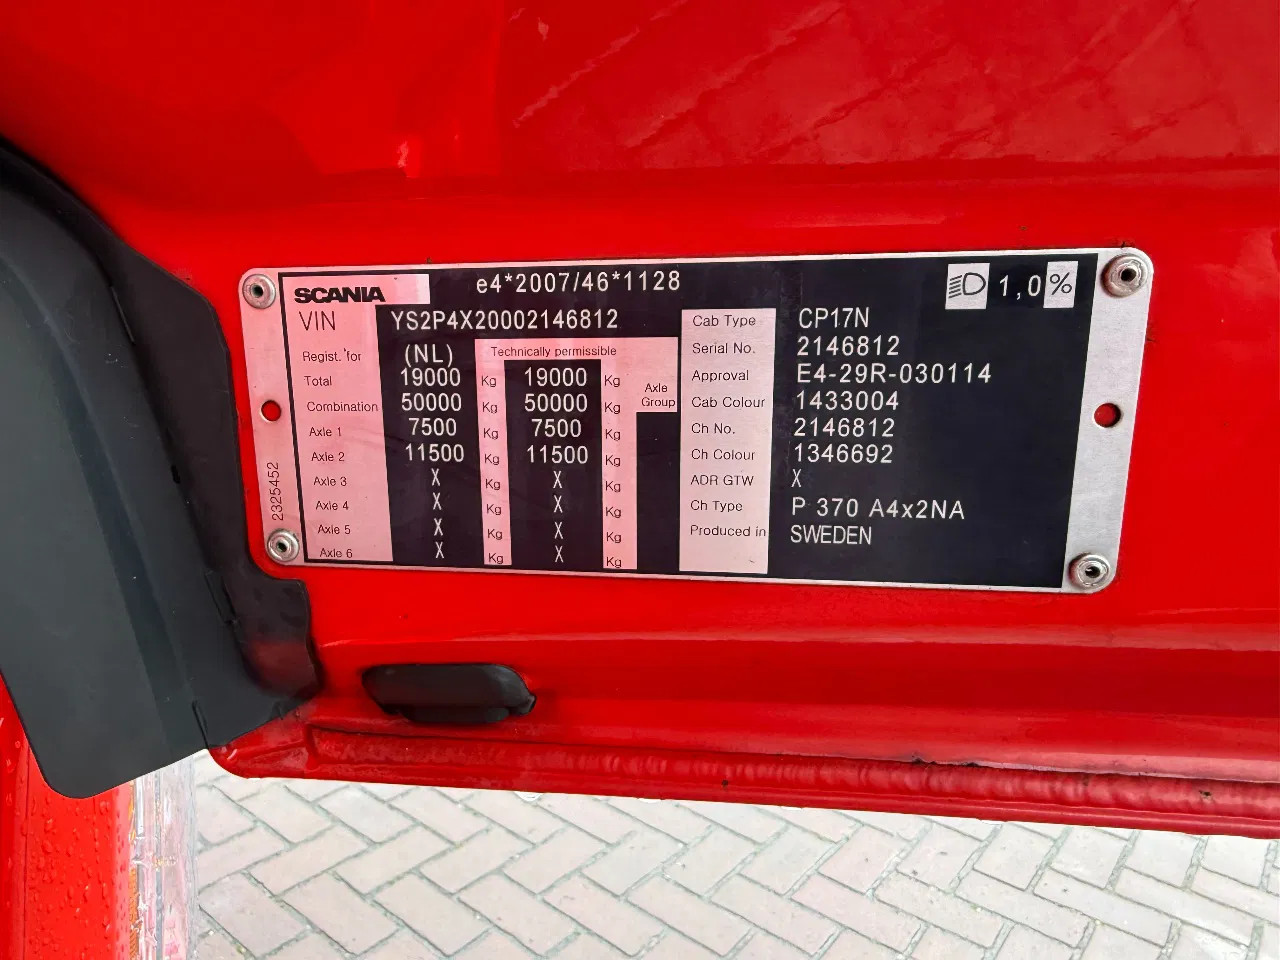 SCANIA e4*2007/46*1128 1,0%
VIN YS2P4X20002146812 Cab Type CP17N
Regist. for (NL) Technically permissible Serial No. 2146812
Total 19000 Kg 19000 Kg Axle Group Approval E4-29R-030114
Combination 50000 Kg 50000 Kg Cab Colour 1433004
Axle 1 7500 Kg 7500 Kg Ch No. 2146812
Axle 2 11500 Kg 11500 Kg Ch Colour 1346692
Axle 3 X Kg X Kg ADR GTW X
Axle 4 X Kg X Kg Ch Type P 370 A4x2NA
Axle 5 X Kg X Kg Produced in SWEDEN
Axle 6 X Kg X Kg
2325452